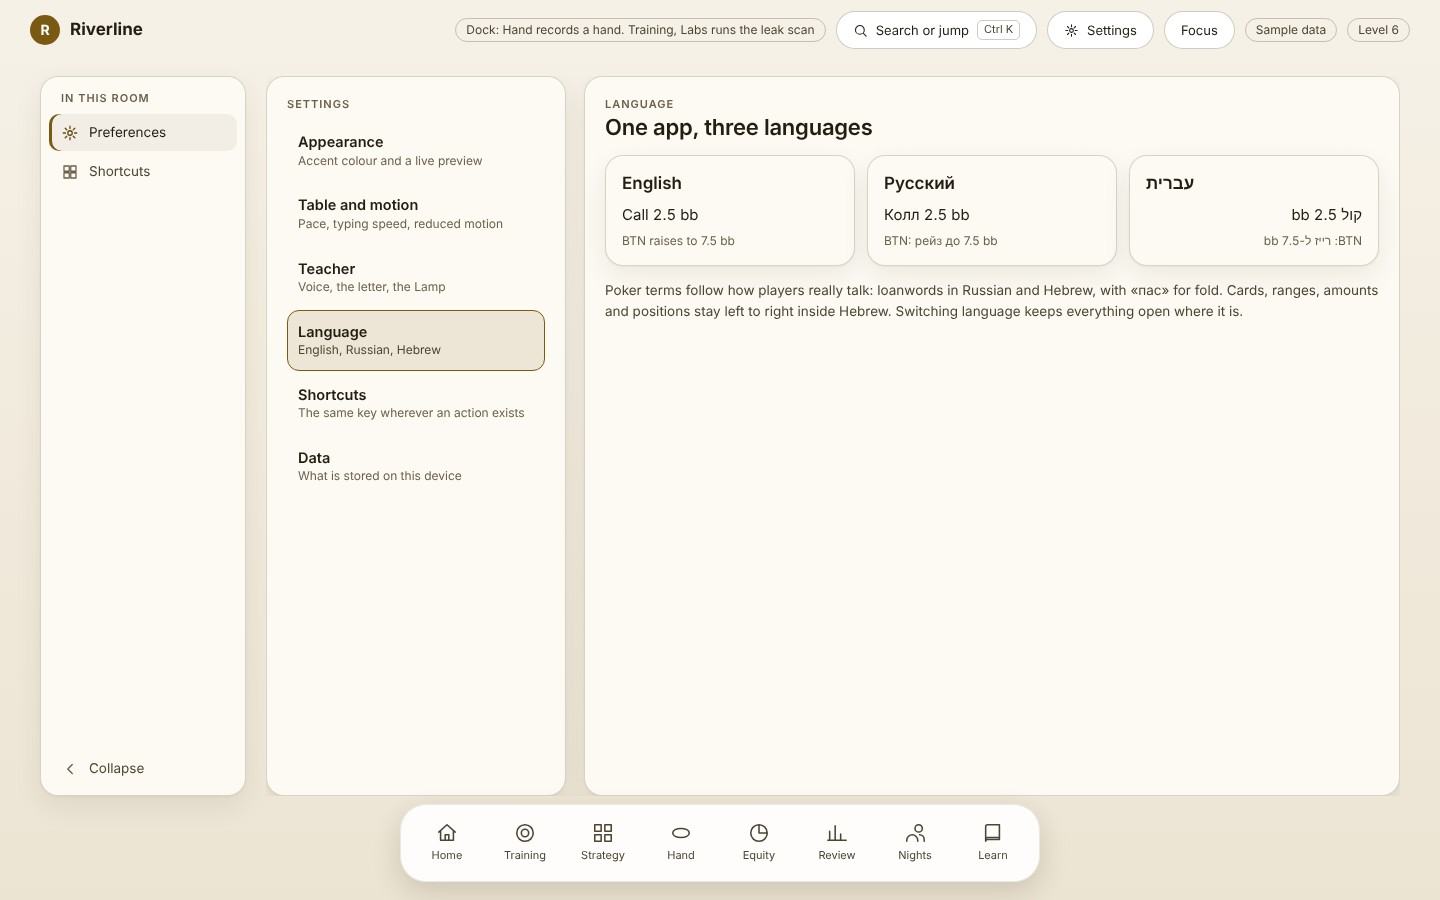 R Riverline
Dock: Hand records a hand. Training, Labs runs the leak scan
Search or jump Ctrl K
Settings
Focus
Sample data
Level 6
IN THIS ROOM
Preferences
Shortcuts
Collapse
SETTINGS
Appearance
Accent colour and a live preview
Table and motion
Pace, typing speed, reduced motion
Teacher
Voice, the letter, the Lamp
Language
English, Russian, Hebrew
Shortcuts
The same key wherever an action exists
Data
What is stored on this device
LANGUAGE
One app, three languages
English
Call 2.5 bb
BTN raises to 7.5 bb
Русский
Колл 2.5 bb
BTN: рейз до 7.5 bb
עברית
קול 2.5 bb
BTN: רייז ל-7.5 bb
Poker terms follow how players really talk: loanwords in Russian and Hebrew, with «пас» for fold. Cards, ranges, amounts
and positions stay left to right inside Hebrew. Switching language keeps everything open where it is.
Home
Training
Strategy
Hand
Equity
Review
Nights
Learn